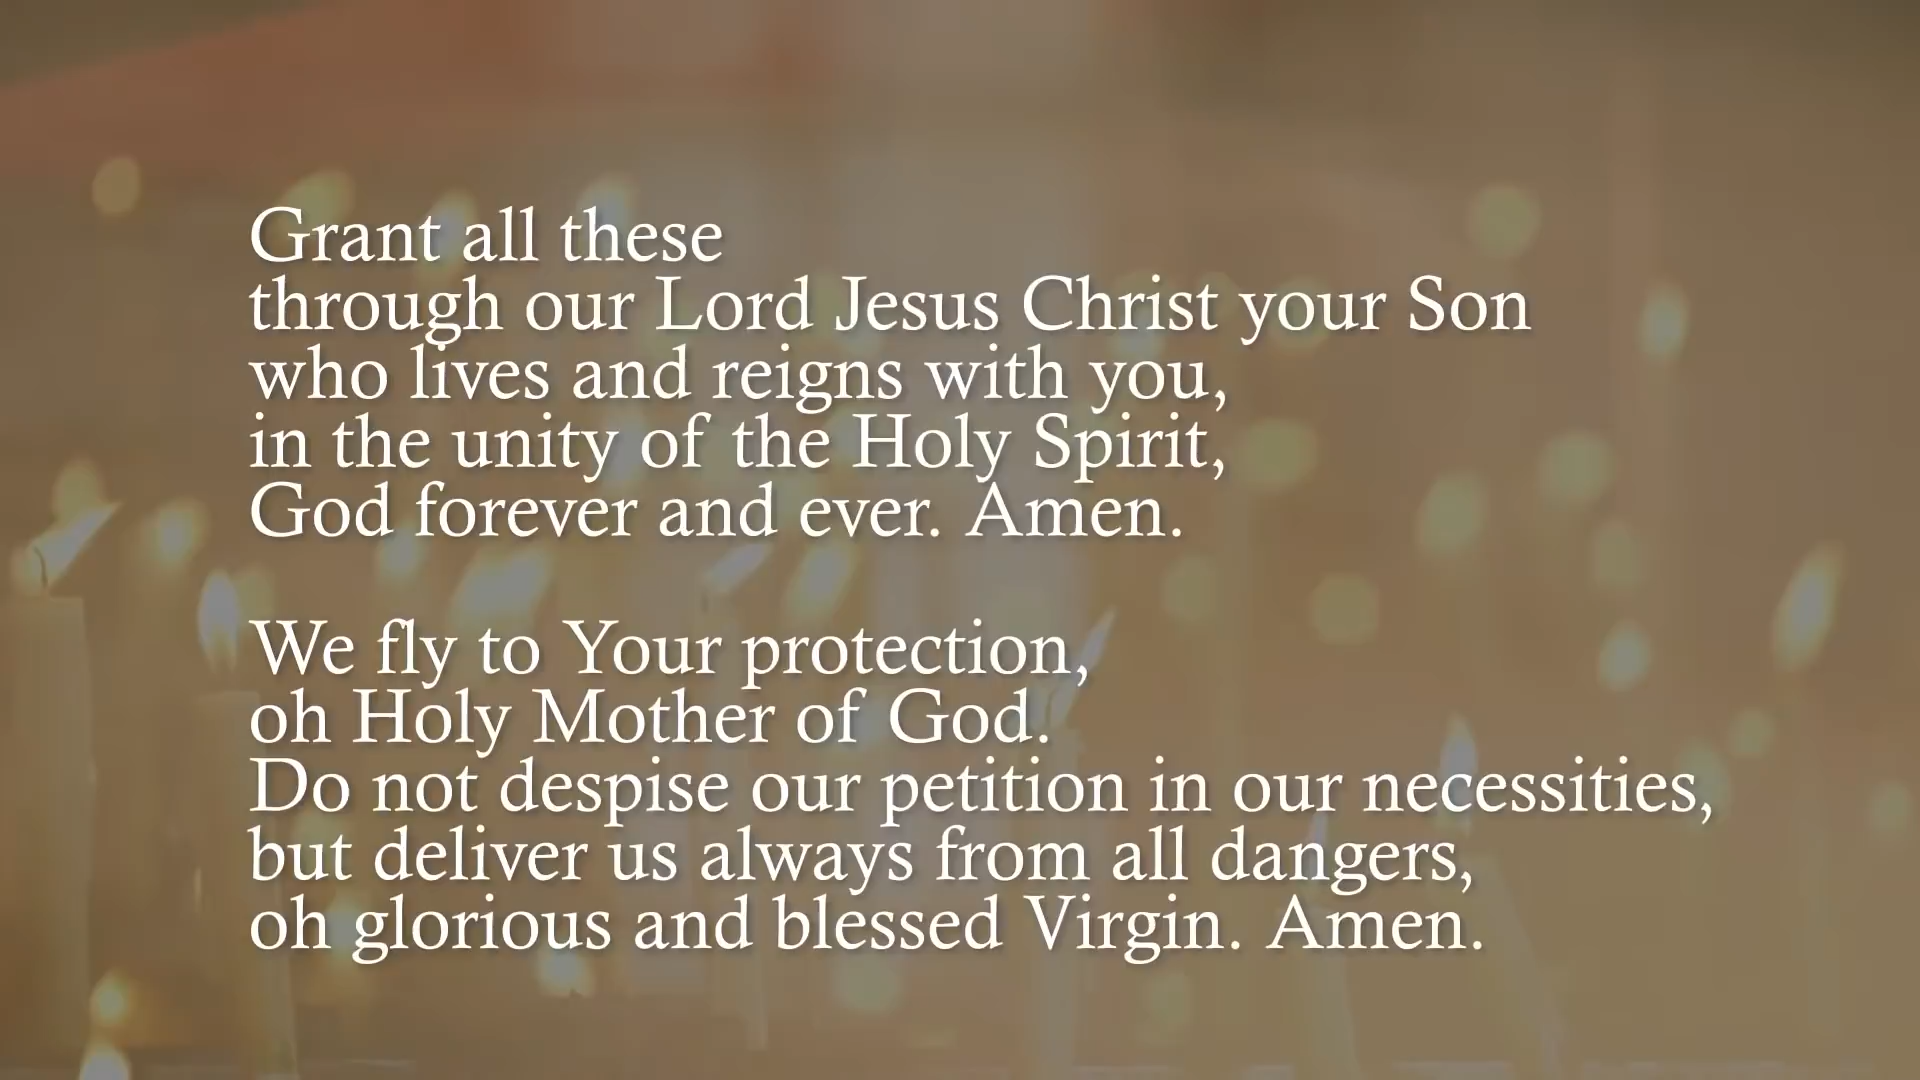 Grant all these
through our Lord Jesus Christ your Son
who lives and reigns with you,
in the unity of the Holy Spirit,
God forever and ever. Amen.
We fly to Your protection,
oh Holy Mother of God.
Do not despise our petition in our necessities,
but deliver us always from all dangers,
oh glorious and blessed Virgin. Amen.